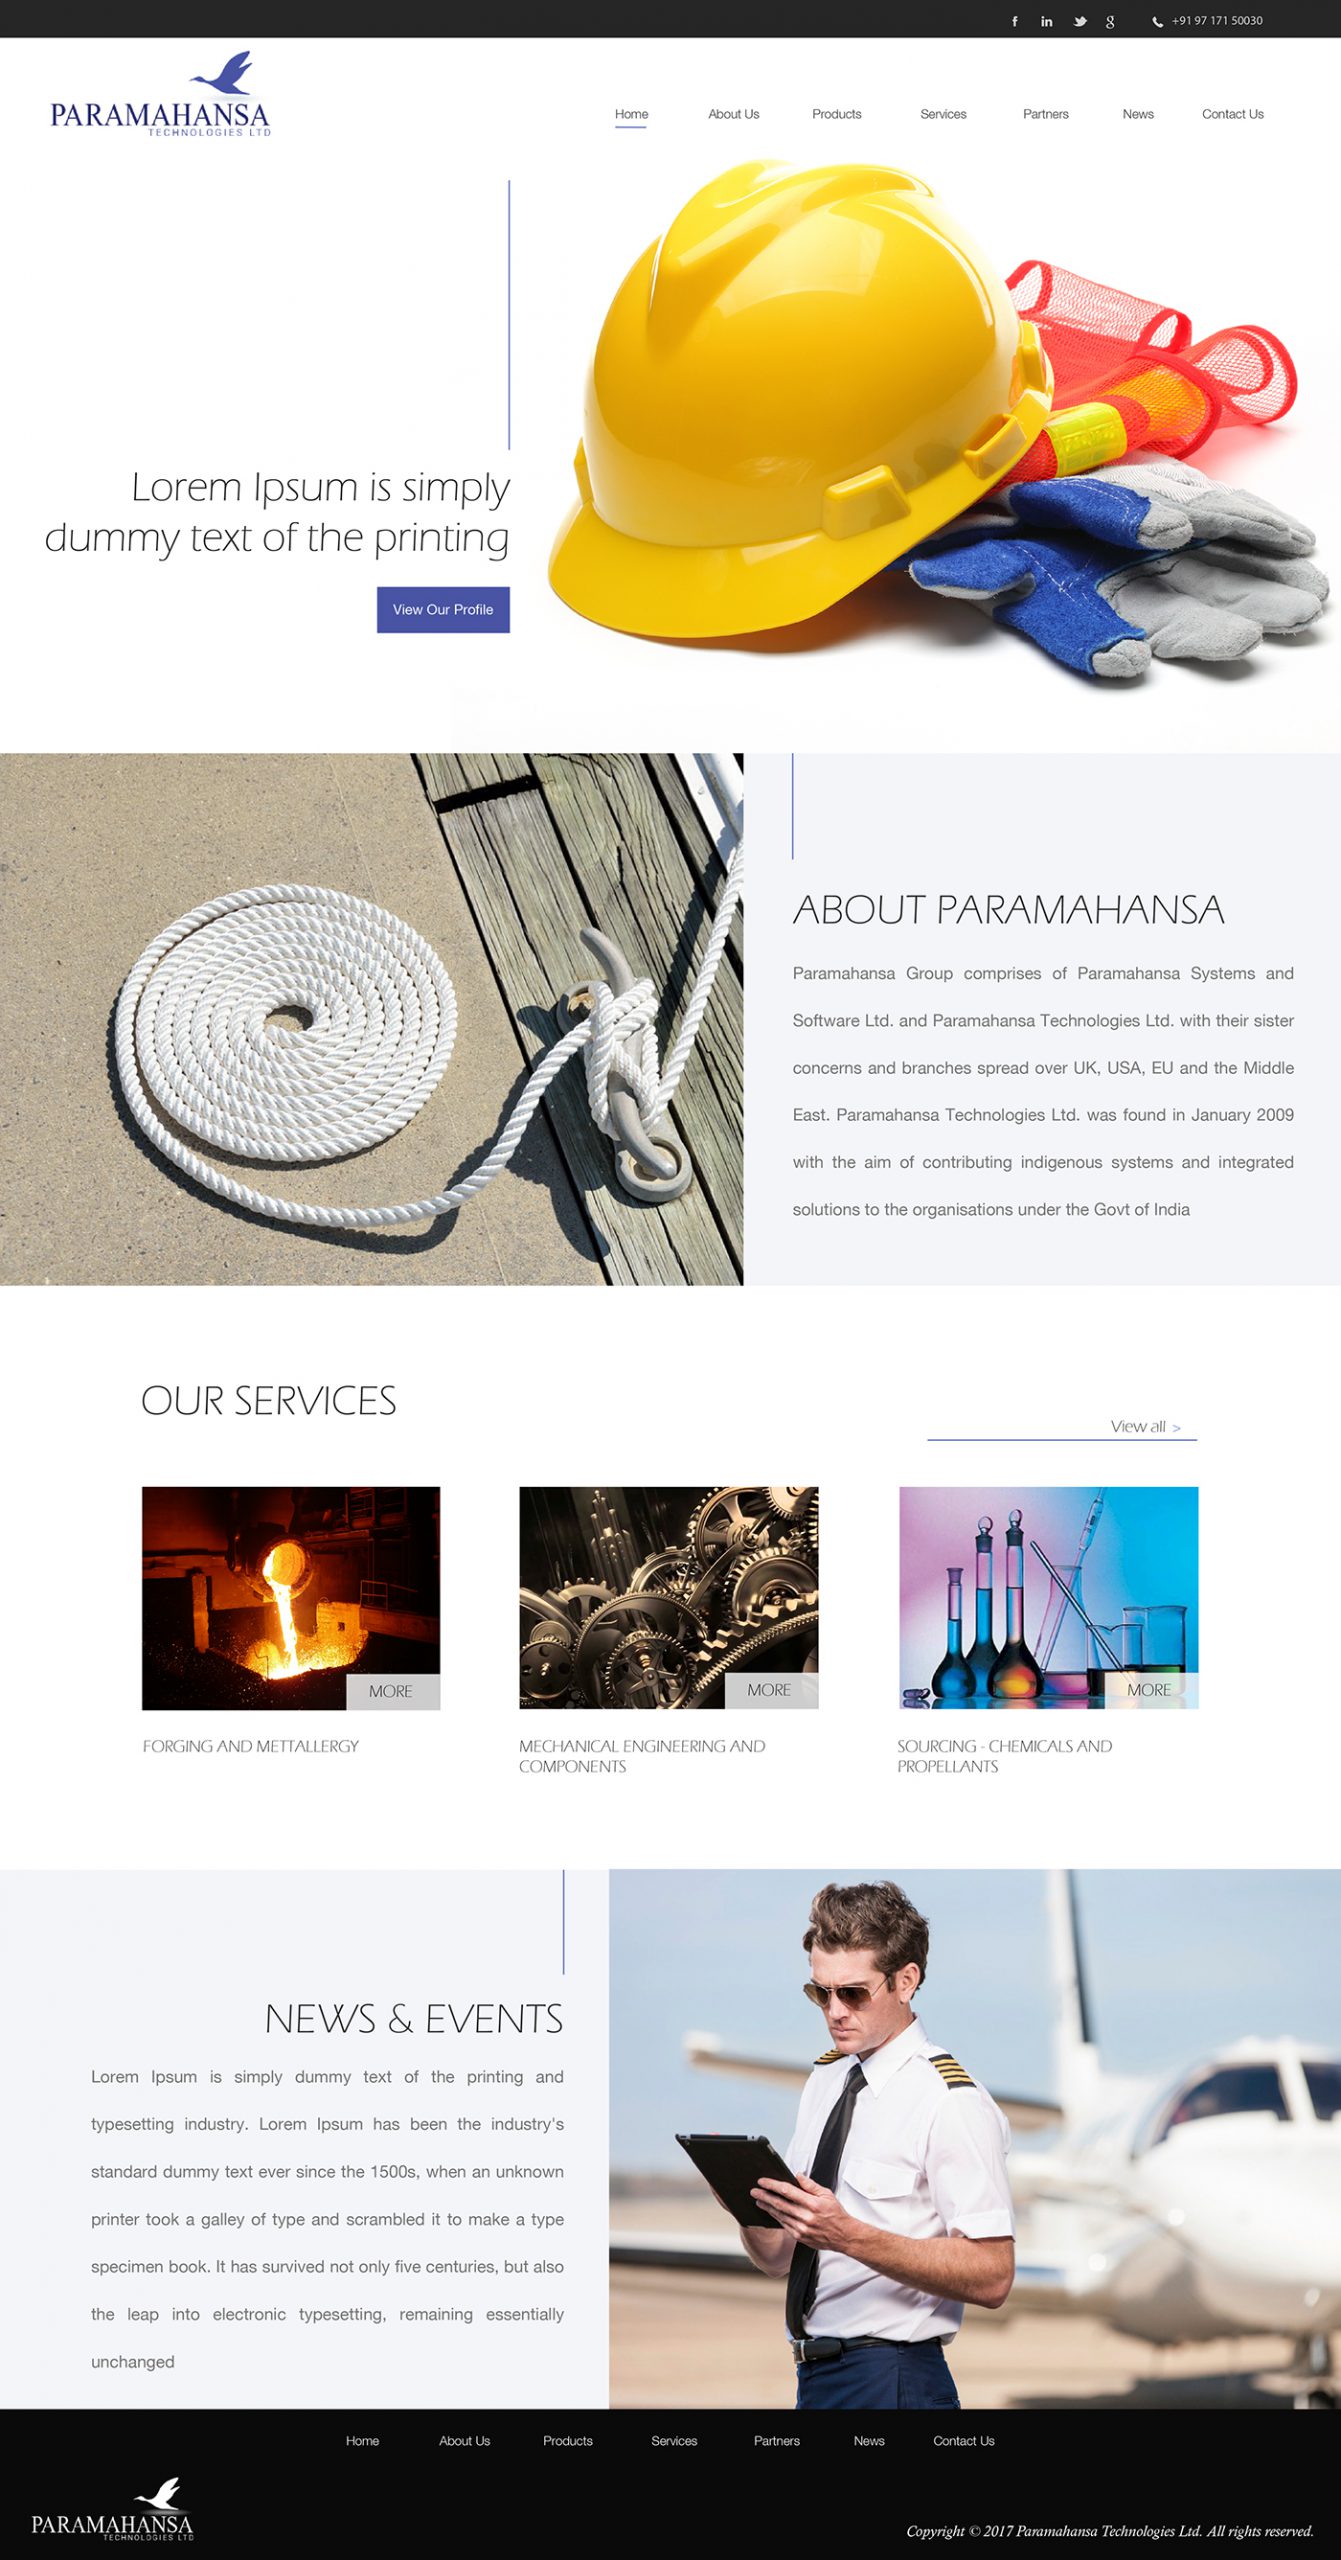 f in g +91 97 171 50030
PARAMAHANSA
TECHNOLOGIES LTD
Home About Us Products Services Partners News Contact Us
Lorem Ipsum is simply
dummy text of the printing
View Our Profile
ABOUT PARAMAHANSA
Paramahansa Group comprises of Paramahansa Systems and
Software Ltd. and Paramahansa Technologies Ltd. with their sister
concerns and branches spread over UK, USA, EU and the Middle
East. Paramahansa Technologies Ltd. was found in January 2009
with the aim of contributing indigenous systems and integrated
solutions to the organisations under the Govt of India
OUR SERVICES
View all >
MORE
MORE
MORE
FORGING AND METTALLERGY
MECHANICAL ENGINEERING AND
COMPONENTS
SOURCING - CHEMICALS AND
PROPELLANTS
NEWS & EVENTS
Lorem Ipsum is simply dummy text of the printing and
typesetting industry. Lorem Ipsum has been the industry's
standard dummy text ever since the 1500s, when an unknown
printer took a galley of type and scrambled it to make a type
specimen book. It has survived not only five centuries, but also
the leap into electronic typesetting, remaining essentially
unchanged
Home About Us Products Services Partners News Contact Us
PARAMAHANSA
TECHNOLOGIES LTD
Copyright © 2017 Paramahansa Technologies Ltd. All rights reserved.